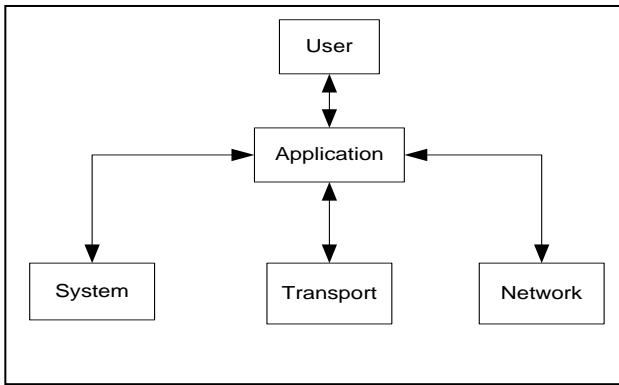 User
Application
System
Transport
Network